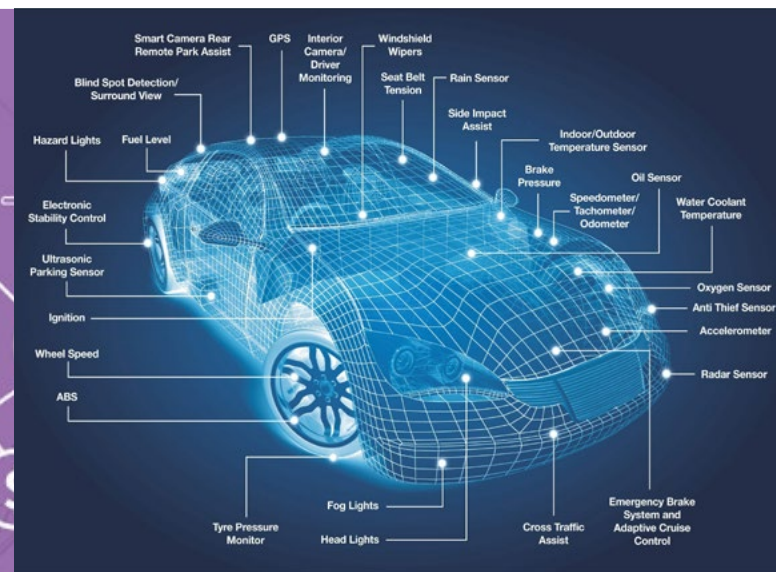 Smart Camera Rear
Remote Park Assist
GPS
Interior
Camera/
Driver
Monitoring
Windshield
Wipers
Seat Belt
Tension
Rain Sensor
Blind Spot Detection/
Surround View
Side Impact
Assist
Hazard Lights
Fuel Level
Indoor/Outdoor
Temperature Sensor
Brake
Pressure
Oil Sensor
Electronic
Stability Control
Speedometer/
Tachometer/
Odometer
Water Coolant
Temperature
Ultrasonic
Parking Sensor
Oxygen Sensor
Ignition
Anti Thief Sensor
Accelerometer
Wheel Speed
Radar Sensor
ABS
Fog Lights
Tyre Pressure
Monitor
Head Lights
Cross Traffic
Assist
Emergency Brake
System and
Adaptive Cruise
Control